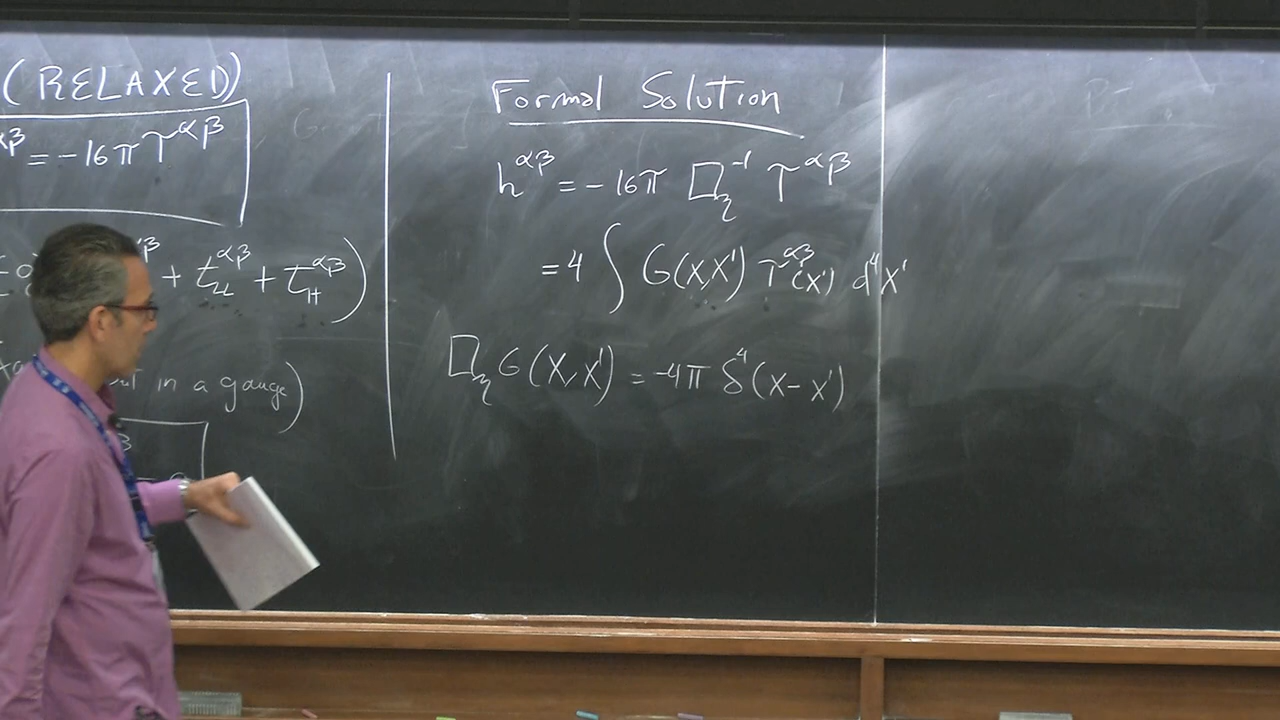 (RELAXED)
αβ = -16π τ^αβ
+ t_LL^αβ + t_H^αβ )
in a gauge)
Formal Solution
h^αβ = -16π □_η^-1 τ^αβ
= 4 ∫ G(x,x') τ^αβ(x') d^4x'
□_η G(x,x') = -4π δ^4(x-x')